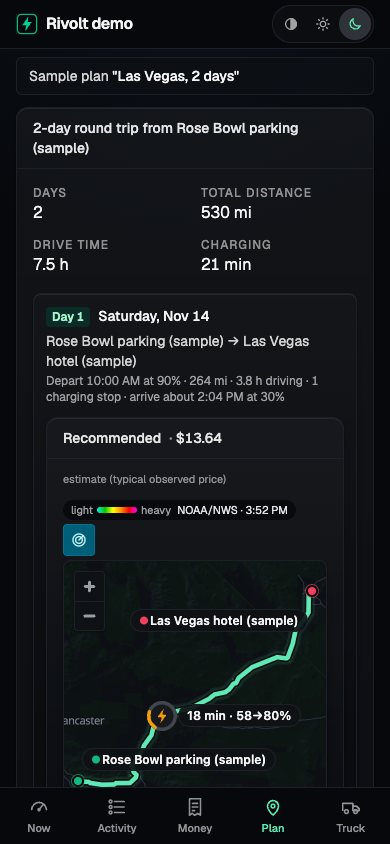 Rivolt demo
Sample plan "Las Vegas, 2 days"
2-day round trip from Rose Bowl parking
(sample)
DAYS
2
TOTAL DISTANCE
530 mi
DRIVE TIME
7.5 h
CHARGING
21 min
Day 1 Saturday, Nov 14
Rose Bowl parking (sample) → Las Vegas
hotel (sample)
Depart 10:00 AM at 90% · 264 mi · 3.8 h driving · 1
charging stop · arrive about 2:04 PM at 30%
Recommended · $13.64
estimate (typical observed price)
light heavy NOAA/NWS · 3:52 PM
+
−
Las Vegas hotel (sample)
18 min · 58→80%
ancaster
Rose Bowl parking (sample)
Now
Activity
Money
Plan
Truck